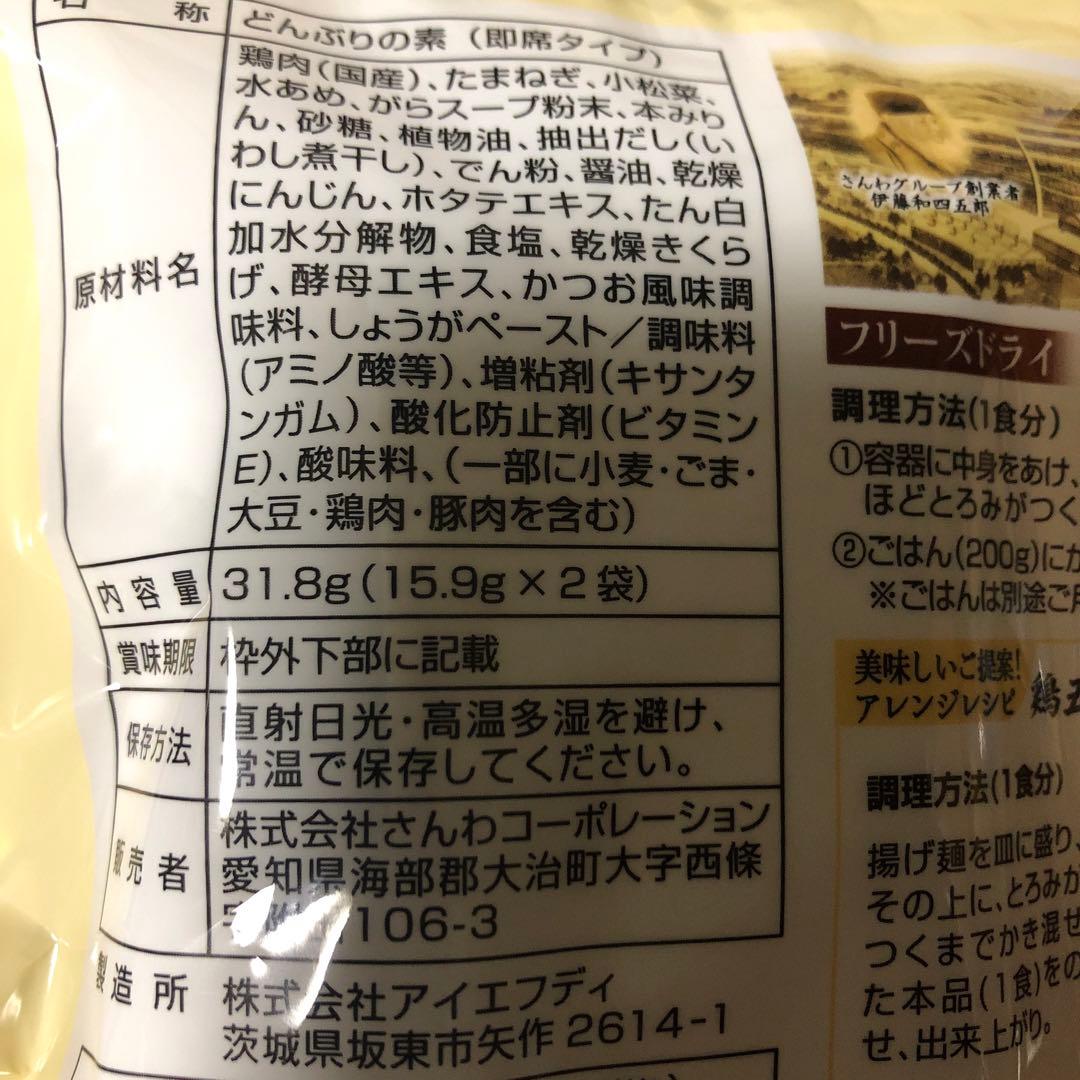 名称 どんぶりの素（即席タイプ）
原材料名
鶏肉（国産）、たまねぎ、小松菜、
水あめ、がらスープ粉末、本みり
ん、砂糖、植物油、抽出だし（い
わし煮干し）、でん粉、醤油、乾燥
にんじん、ホタテエキス、たん白
加水分解物、食塩、乾燥きくら
げ、酵母エキス、かつお風味調
味料、しょうがペースト／調味料
（アミノ酸等）、増粘剤（キサンタ
ンガム）、酸化防止剤（ビタミン
E）、酸味料、（一部に小麦・ごま・
大豆・鶏肉・豚肉を含む）
内容量 31.8g（15.9g×2袋）
賞味期限 枠外下部に記載
保存方法
直射日光・高温多湿を避け、
常温で保存してください。
販売者
株式会社さんわコーポレーション
愛知県海部郡大治町大字西條
106-3
製造所
株式会社アイエフディ
茨城県坂東市矢作2614-1
さんわグループ創業者
伊藤和四五郎
フリーズドライ
調理方法（1食分）
①容器に中身をあけ、
ほどとろみがつく
②ごはん（200g）にか
※ごはんは別途ご用
美味しいご提案!
アレンジレシピ 鶏五
調理方法（1食分）
揚げ麺を皿に盛り、
その上に、とろみが
つくまでかき混ぜ
た本品（1食）をの
せ、出来上がり。